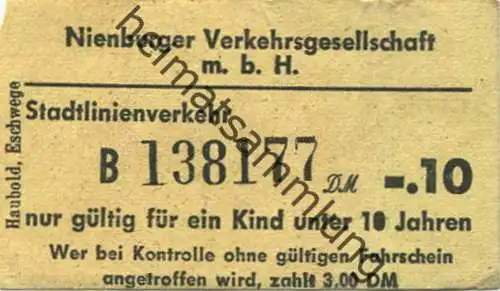 Nienburger Verkehrsgesellschaft
m. b. H.
Stadtlinienverkehr
B 138177 DM -.10
nur gültig für ein Kind unter 10 Jahren
Wer bei Kontrolle ohne gültigen Fahrschein
angetroffen wird, zahlt 3,00 DM
Haubold, Eschwege
heimatsammlung.de